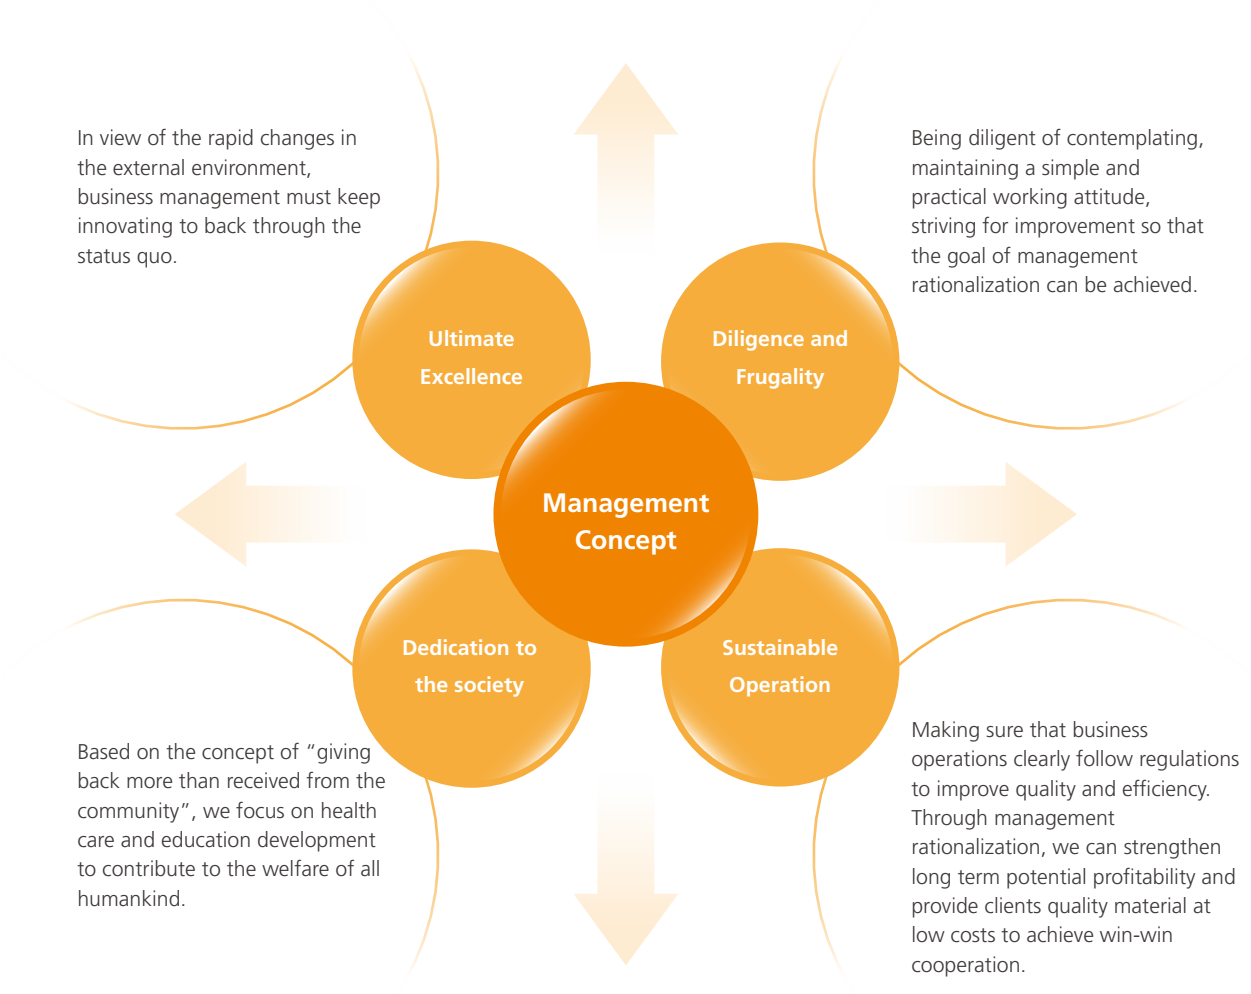 In view of the rapid changes in
the external environment,
business management must keep
innovating to back through the
status quo.
Being diligent of contemplating,
maintaining a simple and
practical working attitude,
striving for improvement so that
the goal of management
rationalization can be achieved.
Ultimate
Excellence
Diligence and
Frugality
Management
Concept
Dedication to
the society
Sustainable
Operation
Based on the concept of “giving
back more than received from the
community”, we focus on health
care and education development
to contribute to the welfare of all
humankind.
Making sure that business
operations clearly follow regulations
to improve quality and efficiency.
Through management
rationalization, we can strengthen
long term potential profitability and
provide clients quality material at
low costs to achieve win-win
cooperation.